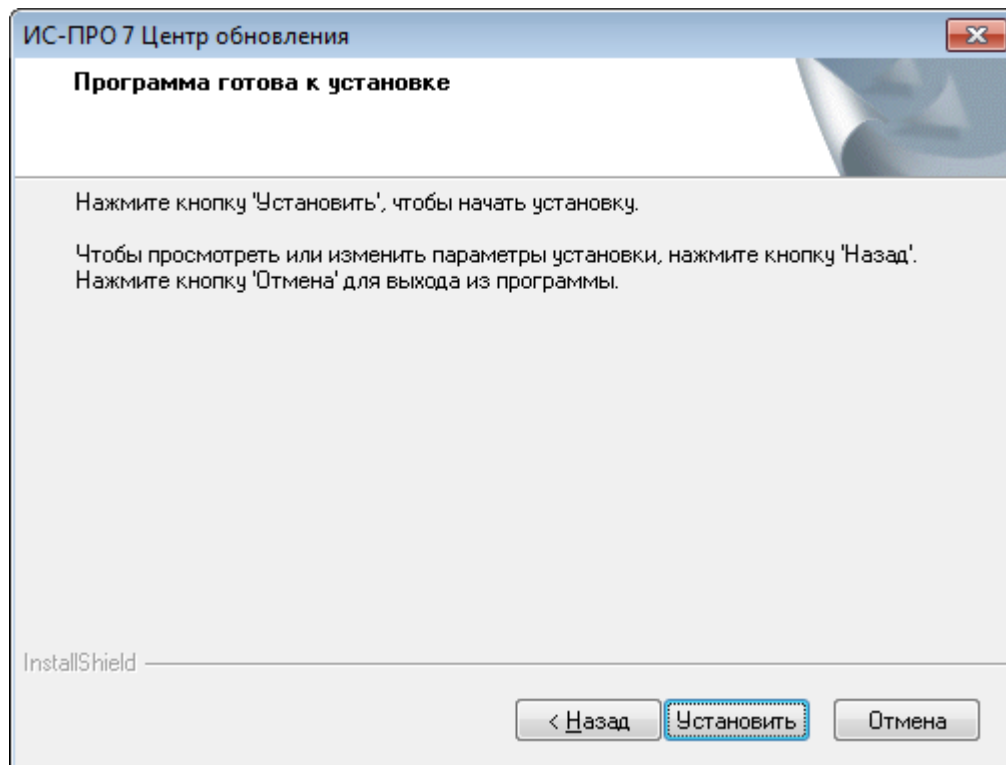 ИС-ПРО 7 Центр обновления
Программа готова к установке
Нажмите кнопку 'Установить', чтобы начать установку.
Чтобы просмотреть или изменить параметры установки, нажмите кнопку 'Назад'.
Нажмите кнопку 'Отмена' для выхода из программы.
InstallShield
< Назад Установить Отмена